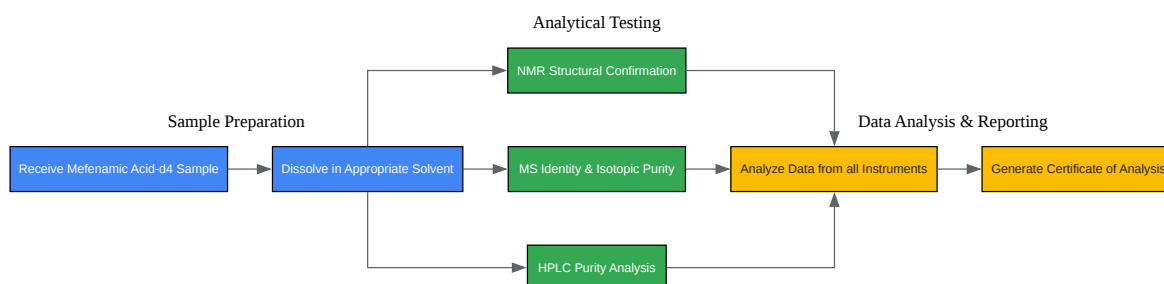 Analytical Testing
NMR Structural Confirmation
Sample Preparation
Data Analysis & Reporting
Receive Mefenamic Acid-d4 Sample
Dissolve in Appropriate Solvent
MS Identity & Isotopic Purity
Analyze Data from all Instruments
Generate Certificate of Analysis
HPLC Purity Analysis